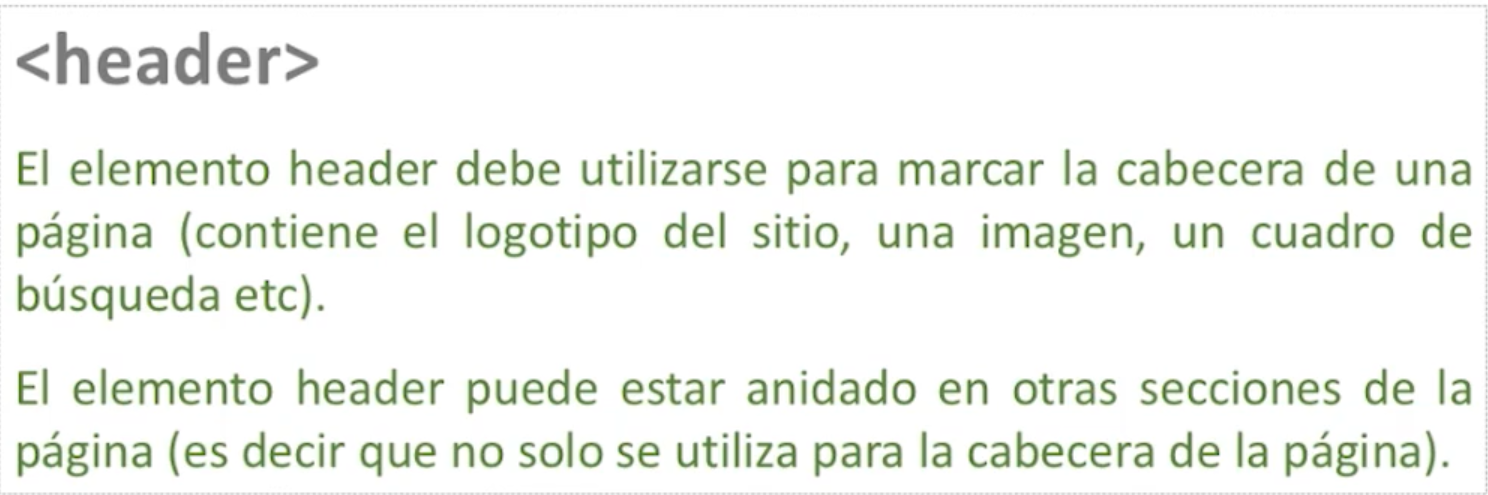 <header>
El elemento header debe utilizarse para marcar la cabecera de una
página (contiene el logotipo del sitio, una imagen, un cuadro de
búsqueda etc).
El elemento header puede estar anidado en otras secciones de la
página (es decir que no solo se utiliza para la cabecera de la página).